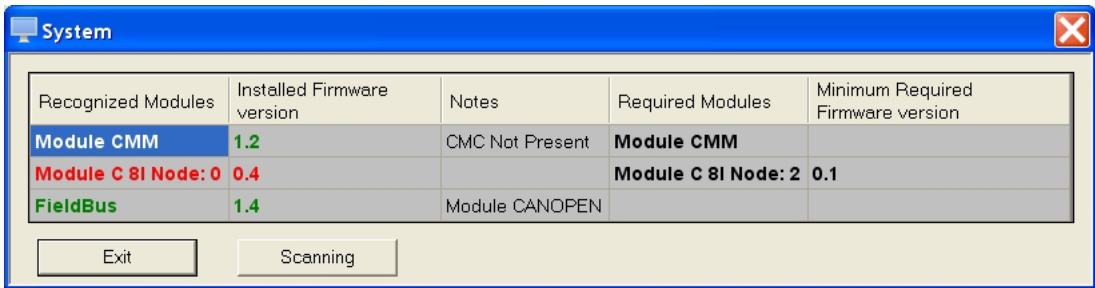 System
Recognized Modules Installed Firmware version Notes Required Modules Minimum Required Firmware version
Module CMM 1.2 CMC Not Present Module CMM
Module C 8I Node: 0 0.4 Module C 8I Node: 2 0.1
FieldBus 1.4 Module CANOPEN
Exit Scanning